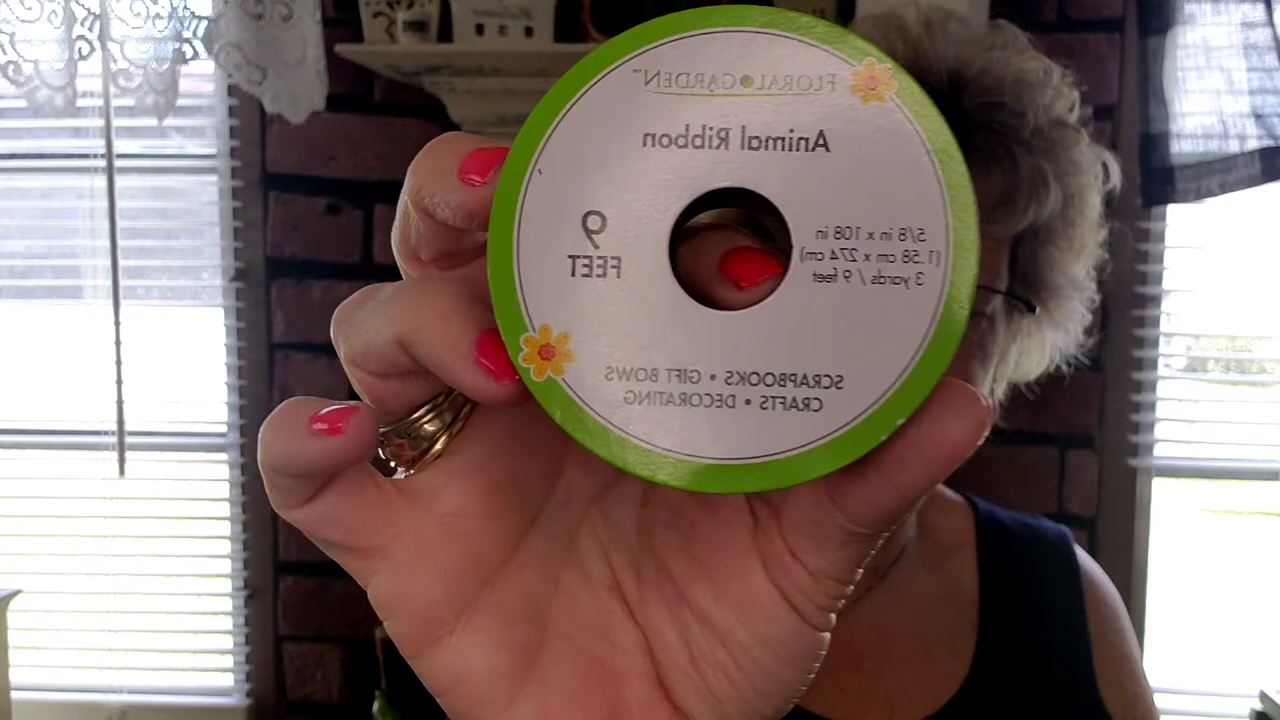 FLORAL GARDEN™
Animal Ribbon
5/8 in x 108 in
(1.58 cm x 274 cm)
3 yards / 9 feet
9
FEET
SCRAPBOOKS • GIFT BOWS
CRAFTS • DECORATING